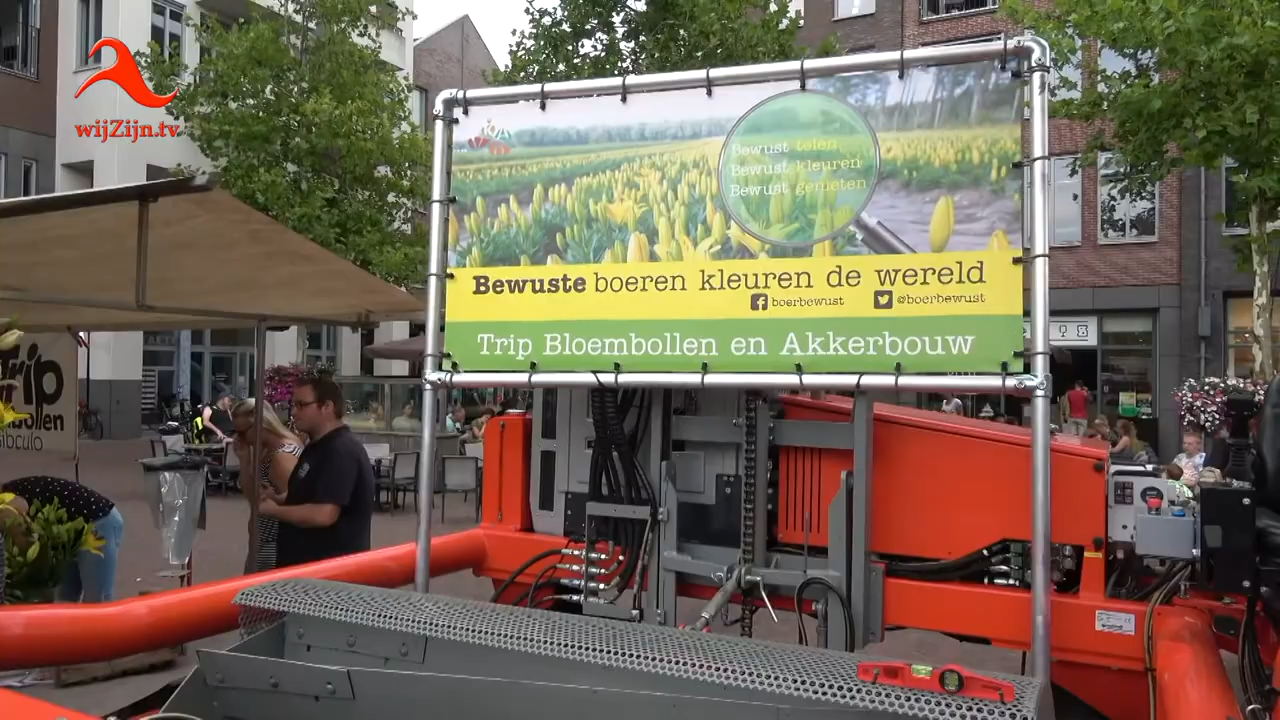 wijZijn.tv
Bewust telen
Bewust kleuren
Bewust genieten
Bewuste boeren kleuren de wereld
boerbewust @boerbewust
Trip Bloembollen en Akkerbouw
Trip